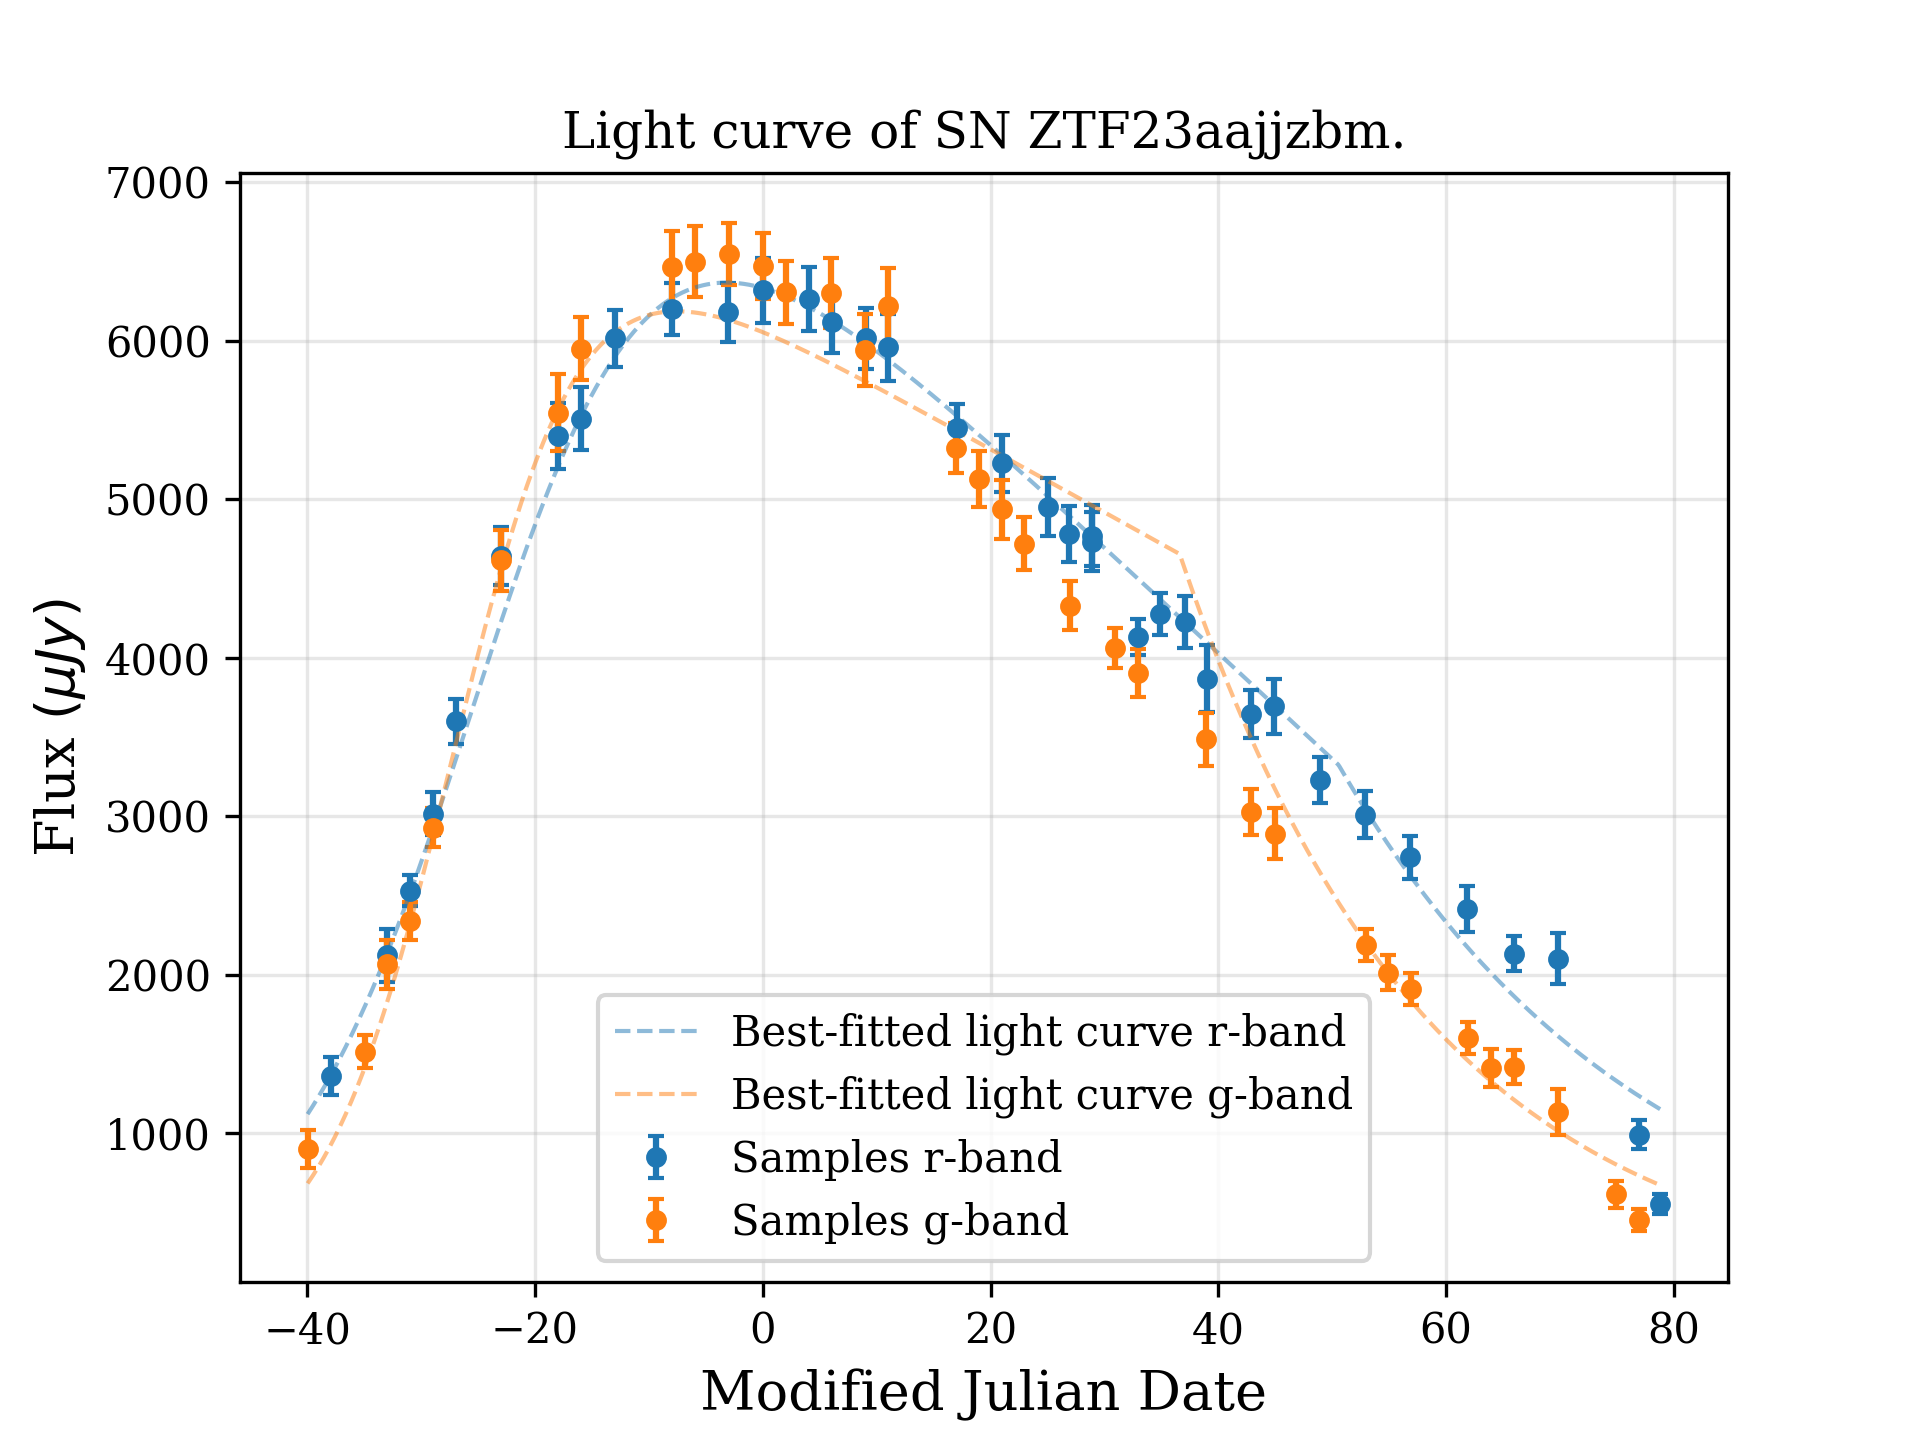 Light curve of SN ZTF23aajjzbm.
7000
6000
5000
4000
3000
2000
1000
Flux (μJy)
Best-fitted light curve r-band
Best-fitted light curve g-band
Samples r-band
Samples g-band
−40 −20 0 20 40 60 80
Modified Julian Date